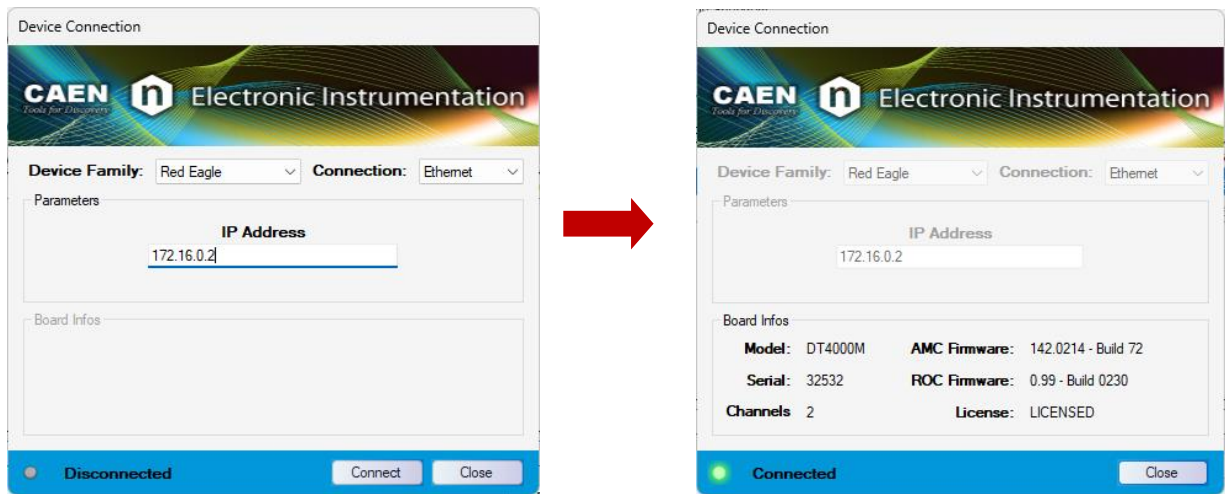 Device Connection
CAEN n Electronic Instrumentation
Tools for Discovery
Device Family: Red Eagle Connection: Ethernet
Parameters
IP Address
172.16.0.2
Board Infos
Disconnected Connect Close
Device Connection
CAEN n Electronic Instrumentation
Tools for Discovery
Device Family: Red Eagle Connection: Ethernet
Parameters
IP Address
172.16.0.2
Board Infos
Model: DT4000M AMC Firmware: 142.0214 - Build 72
Serial: 32532 ROC Firmware: 0.99 - Build 0230
Channels 2 License: LICENSED
Connected Close